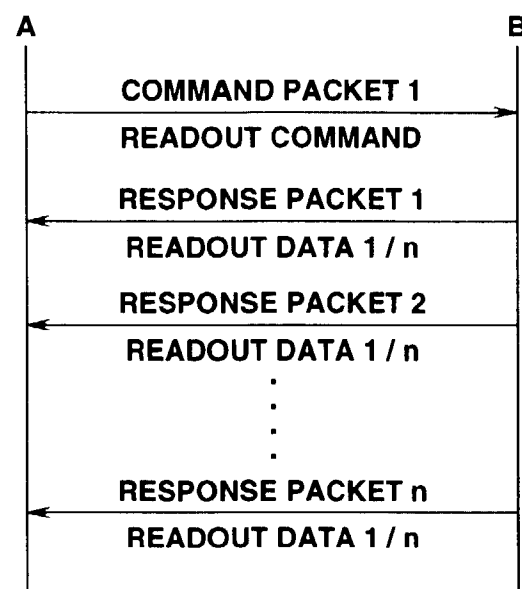 A B
COMMAND PACKET 1
READOUT COMMAND
RESPONSE PACKET 1
READOUT DATA 1 / n
RESPONSE PACKET 2
READOUT DATA 1 / n
RESPONSE PACKET n
READOUT DATA 1 / n